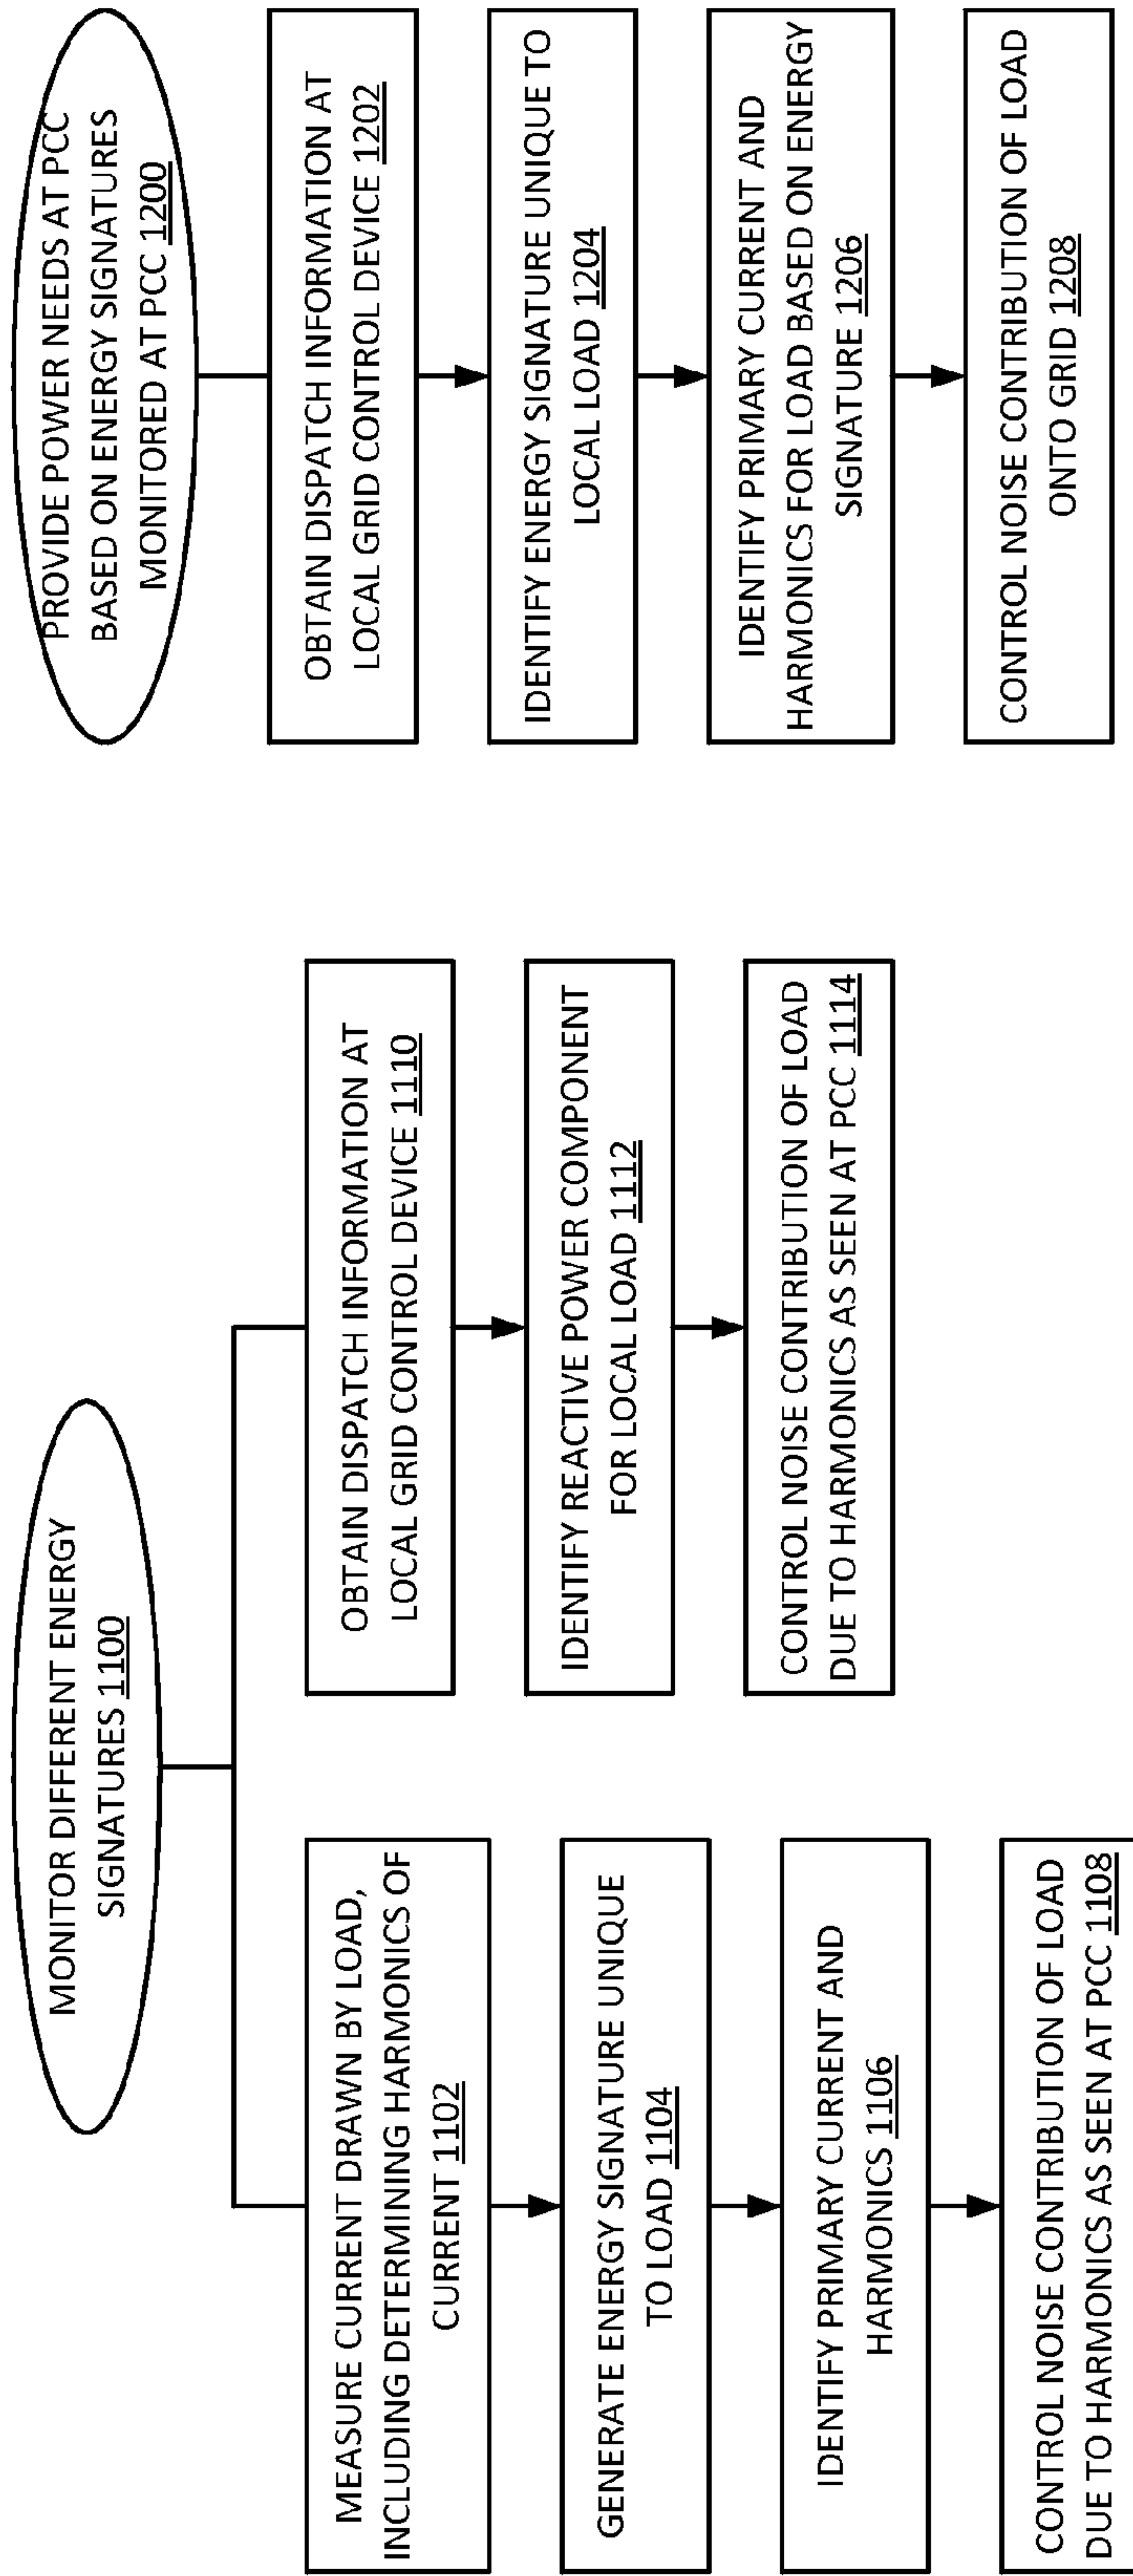 MONITOR DIFFERENT ENERGY
SIGNATURES 1100
MEASURE CURRENT DRAWN BY LOAD,
INCLUDING DETERMINING HARMONICS OF
CURRENT 1102
GENERATE ENERGY SIGNATURE UNIQUE
TO LOAD 1104
IDENTIFY PRIMARY CURRENT AND
HARMONICS 1106
CONTROL NOISE CONTRIBUTION OF LOAD
DUE TO HARMONICS AS SEEN AT PCC 1108
OBTAIN DISPATCH INFORMATION AT
LOCAL GRID CONTROL DEVICE 1110
IDENTIFY REACTIVE POWER COMPONENT
FOR LOCAL LOAD 1112
CONTROL NOISE CONTRIBUTION OF LOAD
DUE TO HARMONICS AS SEEN AT PCC 1114
PROVIDE POWER NEEDS AT PCC
BASED ON ENERGY SIGNATURES
MONITORED AT PCC 1200
OBTAIN DISPATCH INFORMATION AT
LOCAL GRID CONTROL DEVICE 1202
IDENTIFY ENERGY SIGNATURE UNIQUE TO
LOCAL LOAD 1204
IDENTIFY PRIMARY CURRENT AND
HARMONICS FOR LOAD BASED ON ENERGY
SIGNATURE 1206
CONTROL NOISE CONTRIBUTION OF LOAD
ONTO GRID 1208